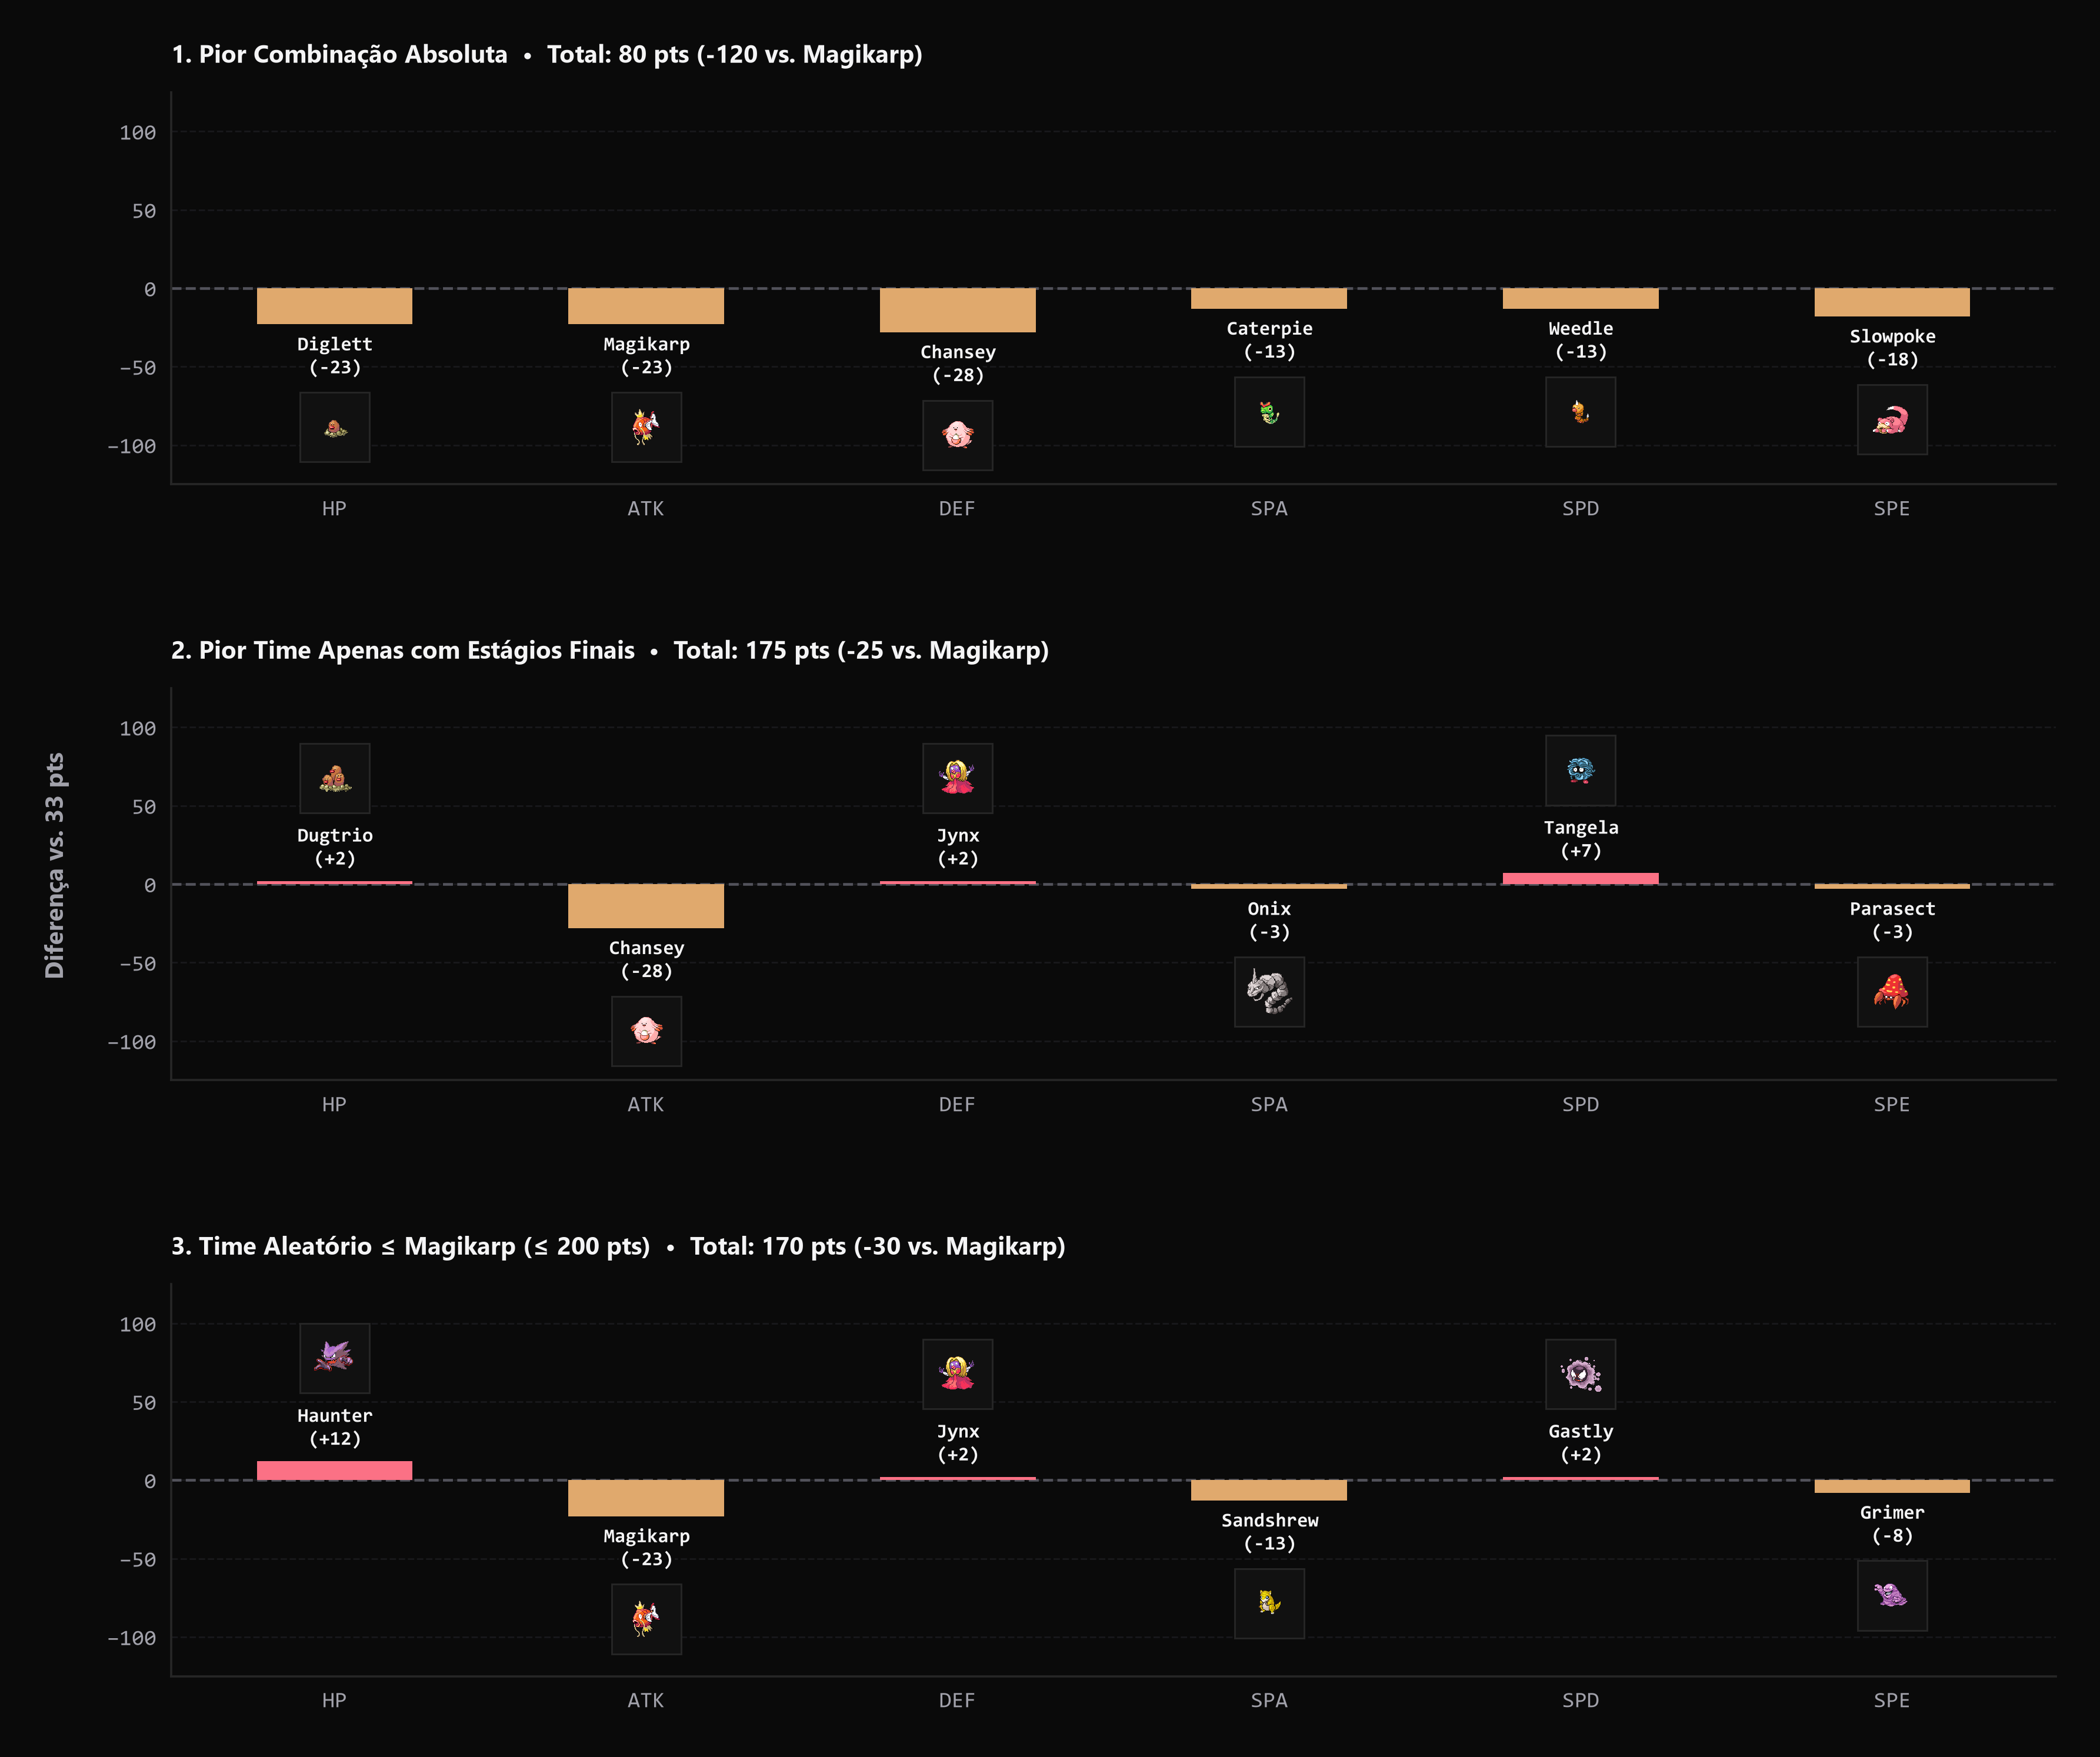 1. Pior Combinação Absoluta • Total: 80 pts (-120 vs. Magikarp)
100
50
0
−50
−100
Diglett
(-23)
Magikarp
(-23)
Chansey
(-28)
Caterpie
(-13)
Weedle
(-13)
Slowpoke
(-18)
HP
ATK
DEF
SPA
SPD
SPE
Diferença vs. 33 pts
2. Pior Time Apenas com Estágios Finais • Total: 175 pts (-25 vs. Magikarp)
100
50
0
−50
−100
Dugtrio
(+2)
Chansey
(-28)
Jynx
(+2)
Onix
(-3)
Tangela
(+7)
Parasect
(-3)
HP
ATK
DEF
SPA
SPD
SPE
3. Time Aleatório ≤ Magikarp (≤ 200 pts) • Total: 170 pts (-30 vs. Magikarp)
100
50
0
−50
−100
Haunter
(+12)
Magikarp
(-23)
Jynx
(+2)
Sandshrew
(-13)
Gastly
(+2)
Grimer
(-8)
HP
ATK
DEF
SPA
SPD
SPE